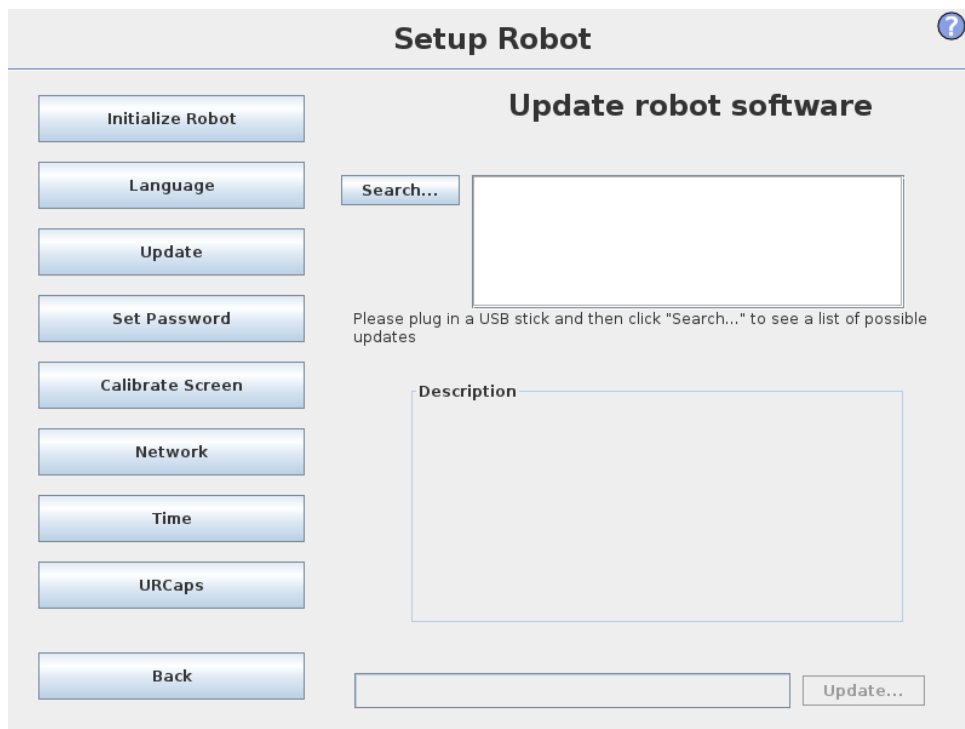 Setup Robot
?
Initialize Robot
Language
Update
Set Password
Calibrate Screen
Network
Time
URCaps
Back
Update robot software
Search...
Please plug in a USB stick and then click "Search..." to see a list of possible
updates
Description
Update...